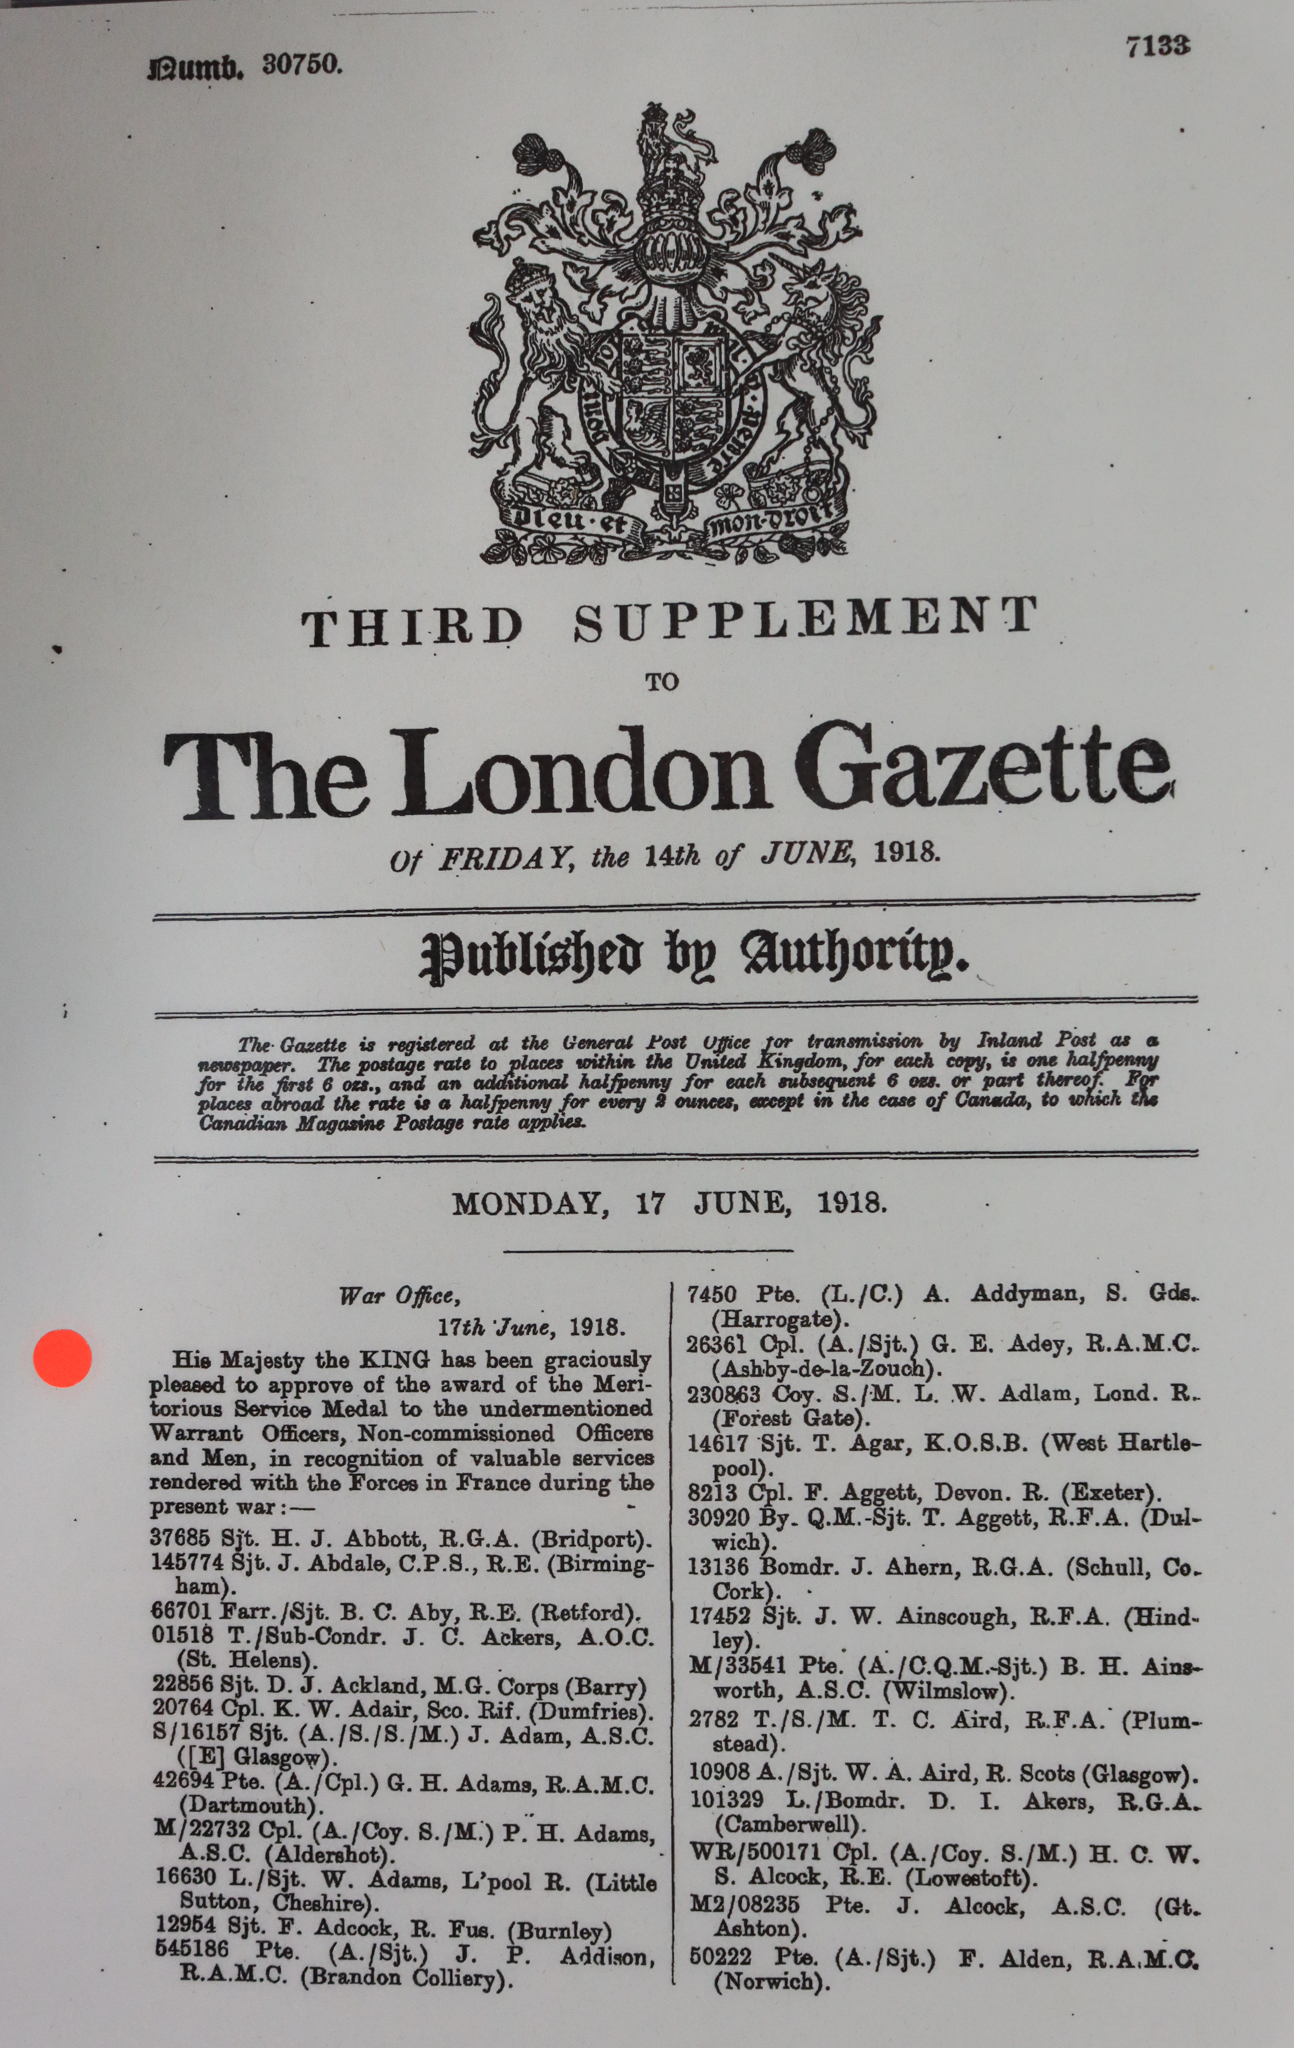 Numb. 30750.
7133
Dieu·et mon·Droit
THIRD SUPPLEMENT
TO
The London Gazette
Of FRIDAY, the 14th of JUNE, 1918.
Published by Authority.
The Gazette is registered at the General Post Office for transmission by Inland Post as a
newspaper. The postage rate to places within the United Kingdom, for each copy, is one halfpenny
for the first 6 ozs., and an additional halfpenny for each subsequent 6 ozs. or part thereof. For
places abroad the rate is a halfpenny for every 2 ounces, except in the case of Canada, to which the
Canadian Magazine Postage rate applies.
MONDAY, 17 JUNE, 1918.
War Office,
17th June, 1918.
His Majesty the KING has been graciously
pleased to approve of the award of the Meri-
torious Service Medal to the undermentioned
Warrant Officers, Non-commissioned Officers
and Men, in recognition of valuable services
rendered with the Forces in France during the
present war:—
37685 Sjt. H. J. Abbott, R.G.A. (Bridport).
145774 Sjt. J. Abdale, C.P.S., R.E. (Birming-
ham).
66701 Farr./Sjt. B. C. Aby, R.E. (Retford).
01518 T./Sub-Condr. J. C. Ackers, A.O.C.
(St. Helens).
22856 Sjt. D. J. Ackland, M.G. Corps (Barry)
20764 Cpl. K. W. Adair, Sco. Rif. (Dumfries).
S/16157 Sjt. (A./S./S./M.) J. Adam, A.S.C.
([E] Glasgow).
42694 Pte. (A./Cpl.) G. H. Adams, R.A.M.C.
(Dartmouth).
M/22732 Cpl. (A./Coy. S./M.) P. H. Adams,
A.S.C. (Aldershot).
16630 L./Sjt. W. Adams, L'pool R. (Little
Sutton, Cheshire).
12954 Sjt. F. Adcock, R. Fus. (Burnley)
545186 Pte. (A./Sjt.) J. P. Addison,
R.A.M.C. (Brandon Colliery).
7450 Pte. (L./C.) A. Addyman, S. Gds.
(Harrogate).
26361 Cpl. (A./Sjt.) G. E. Adey, R.A.M.C.
(Ashby-de-la-Zouch).
230863 Coy. S./M. L. W. Adlam, Lond. R.
(Forest Gate).
14617 Sjt. T. Agar, K.O.S.B. (West Hartle-
pool).
8213 Cpl. F. Aggett, Devon. R. (Exeter).
30920 By. Q.M.-Sjt. T. Aggett, R.F.A. (Dul-
wich).
13136 Bomdr. J. Ahern, R.G.A. (Schull, Co.
Cork).
17452 Sjt. J. W. Ainscough, R.F.A. (Hind-
ley).
M/33541 Pte. (A./C.Q.M.-Sjt.) B. H. Ains-
worth, A.S.C. (Wilmslow).
2782 T./S./M. T. C. Aird, R.F.A. (Plum-
stead).
10908 A./Sjt. W. A. Aird, R. Scots (Glasgow).
101329 L./Bomdr. D. I. Akers, R.G.A.
(Camberwell).
WR/500171 Cpl. (A./Coy. S./M.) H. C. W.
S. Alcock, R.E. (Lowestoft).
M2/08235 Pte. J. Alcock, A.S.C. (Gt.
Ashton).
50222 Pte. (A./Sjt.) F. Alden, R.A.M.C.
(Norwich).